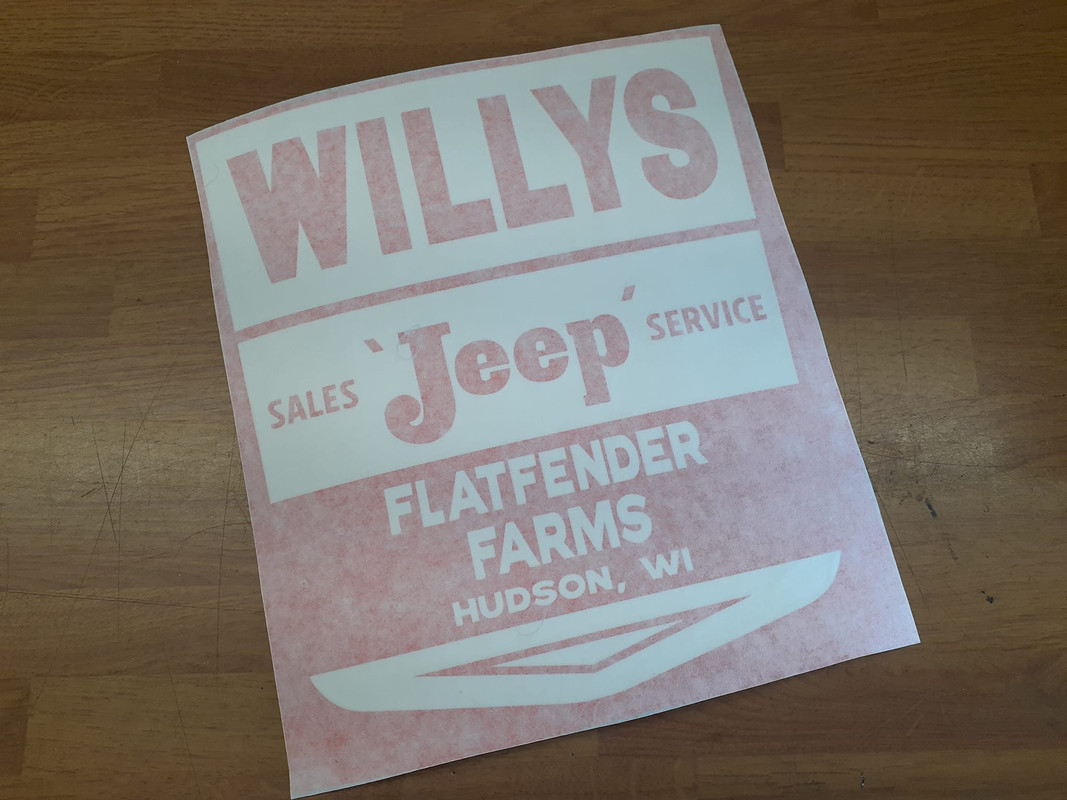 WILLYS
SALES 'Jeep' SERVICE
FLATFENDER
FARMS
HUDSON, WI